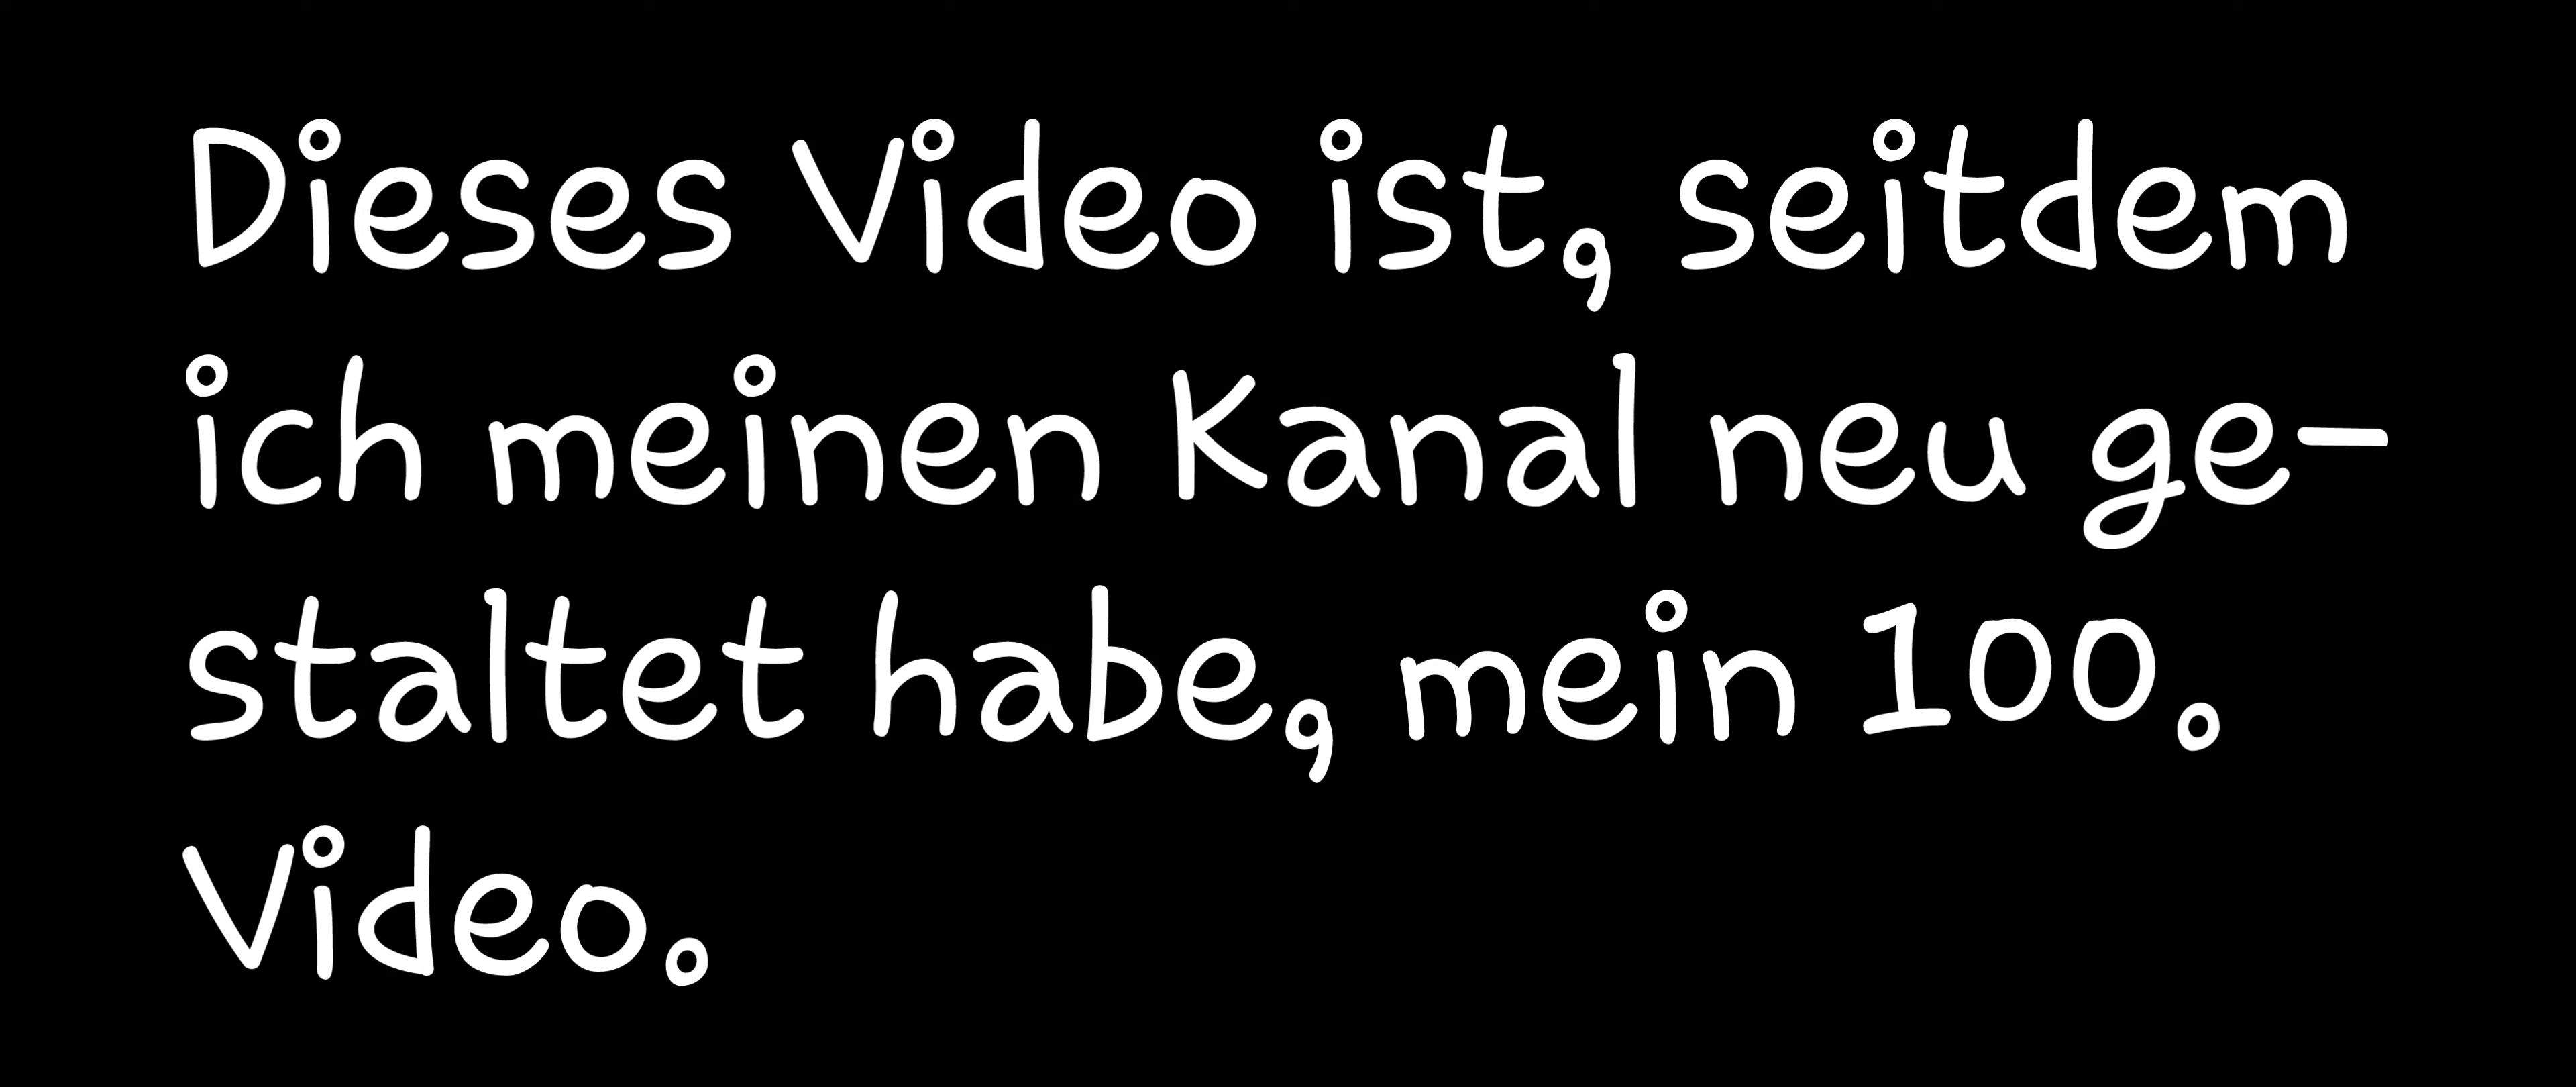 Dieses Video ist, seitdem
ich meinen Kanal neu ge-
staltet habe, mein 100.
Video.